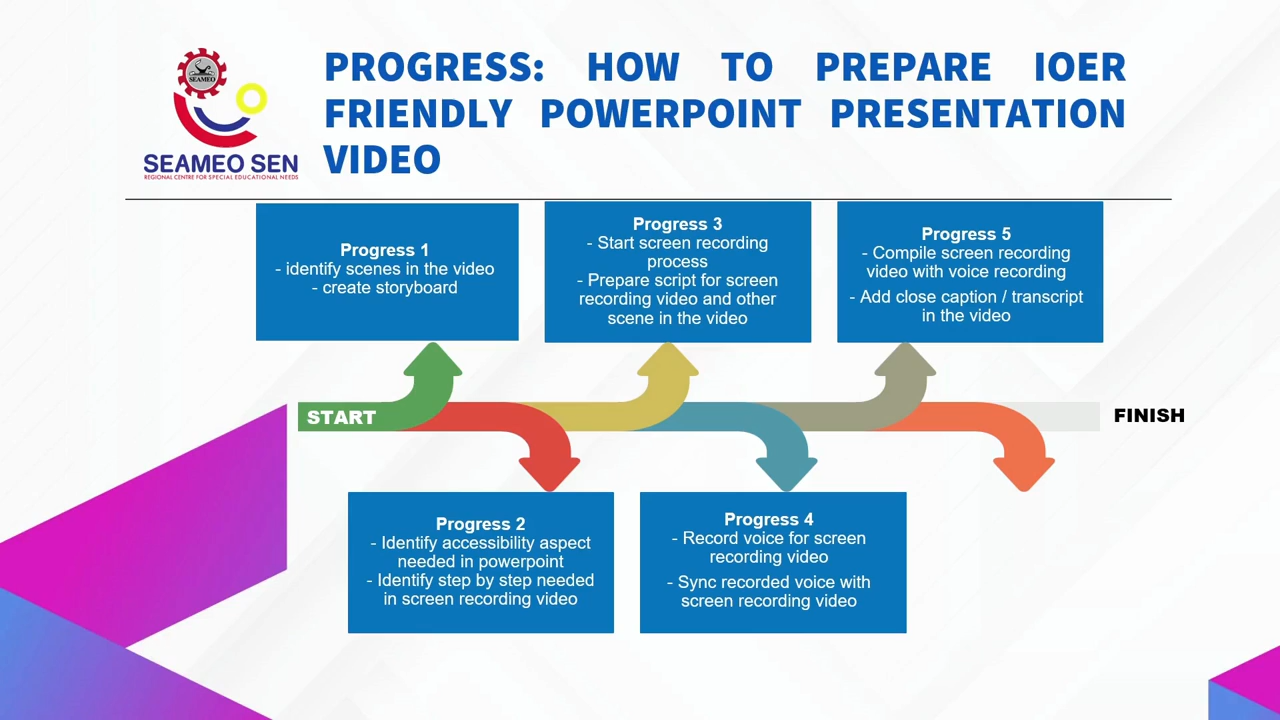 SEAMEO
SEAMEO SEN
REGIONAL CENTRE FOR SPECIAL EDUCATIONAL NEEDS
PROGRESS: HOW TO PREPARE IOER
FRIENDLY POWERPOINT PRESENTATION
VIDEO
Progress 1
- identify scenes in the video
- create storyboard
Progress 3
- Start screen recording
process
- Prepare script for screen
recording video and other
scene in the video
Progress 5
- Compile screen recording
video with voice recording
- Add close caption / transcript
in the video
START
FINISH
Progress 2
- Identify accessibility aspect
needed in powerpoint
- Identify step by step needed
in screen recording video
Progress 4
- Record voice for screen
recording video
- Sync recorded voice with
screen recording video